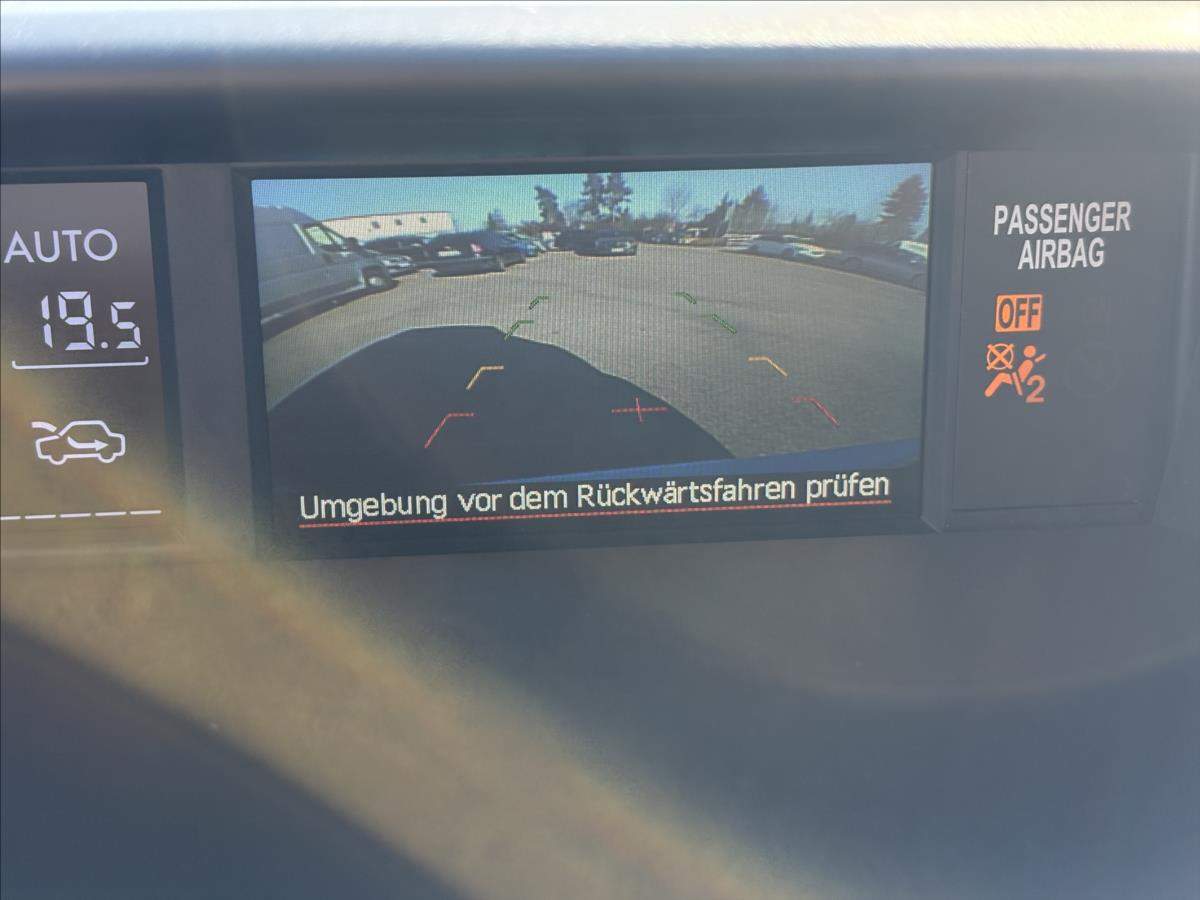 AUTO
19.5
Umgebung vor dem Rückwärtsfahren prüfen
PASSENGER
AIRBAG
OFF
2